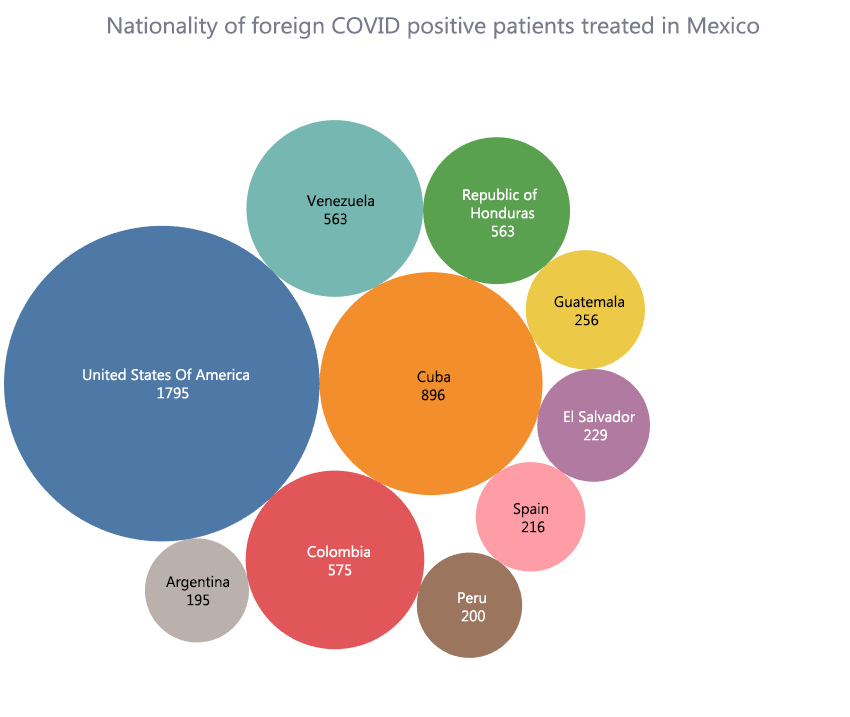 Nationality of foreign COVID positive patients treated in Mexico
Venezuela
563
Republic of
Honduras
563
Guatemala
256
United States Of America
1795
Cuba
896
El Salvador
229
Spain
216
Colombia
575
Argentina
195
Peru
200